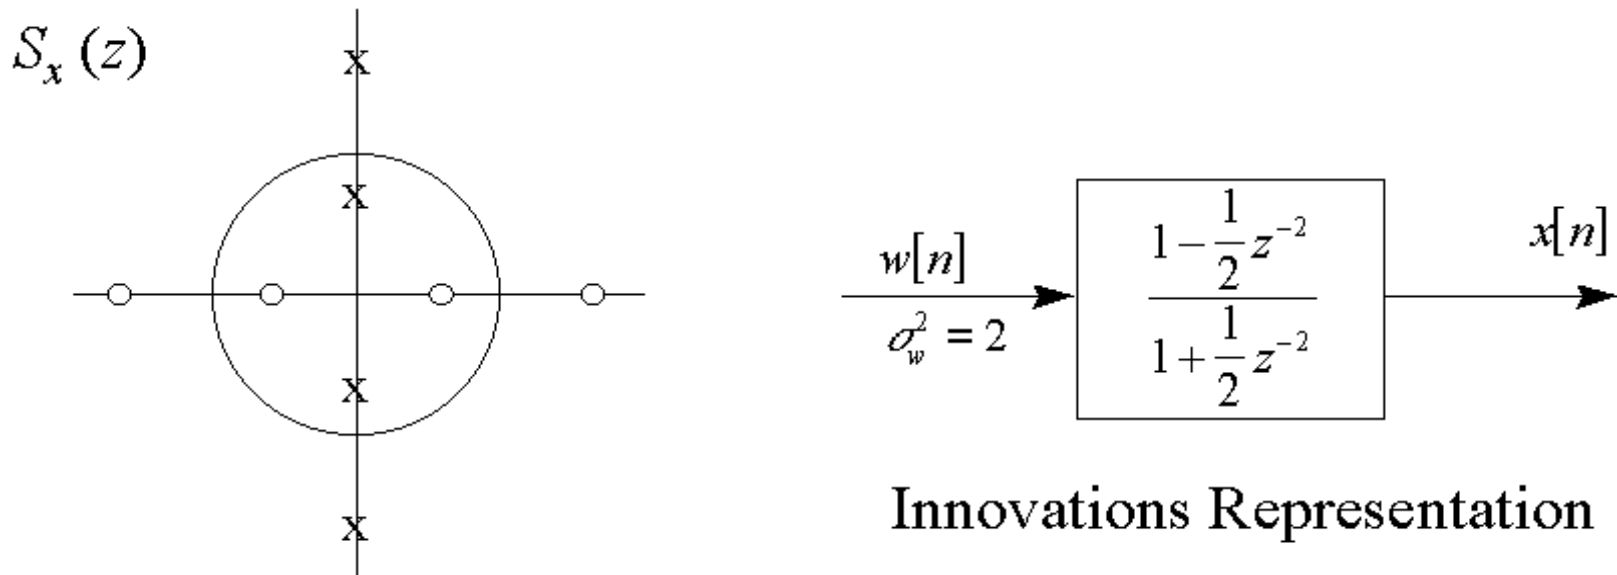 S_x (z)
X
X
X
X
w[n]
σ_w^2 = 2
1 - 1/2 z^{-2}
1 + 1/2 z^{-2}
x[n]
Innovations Representation